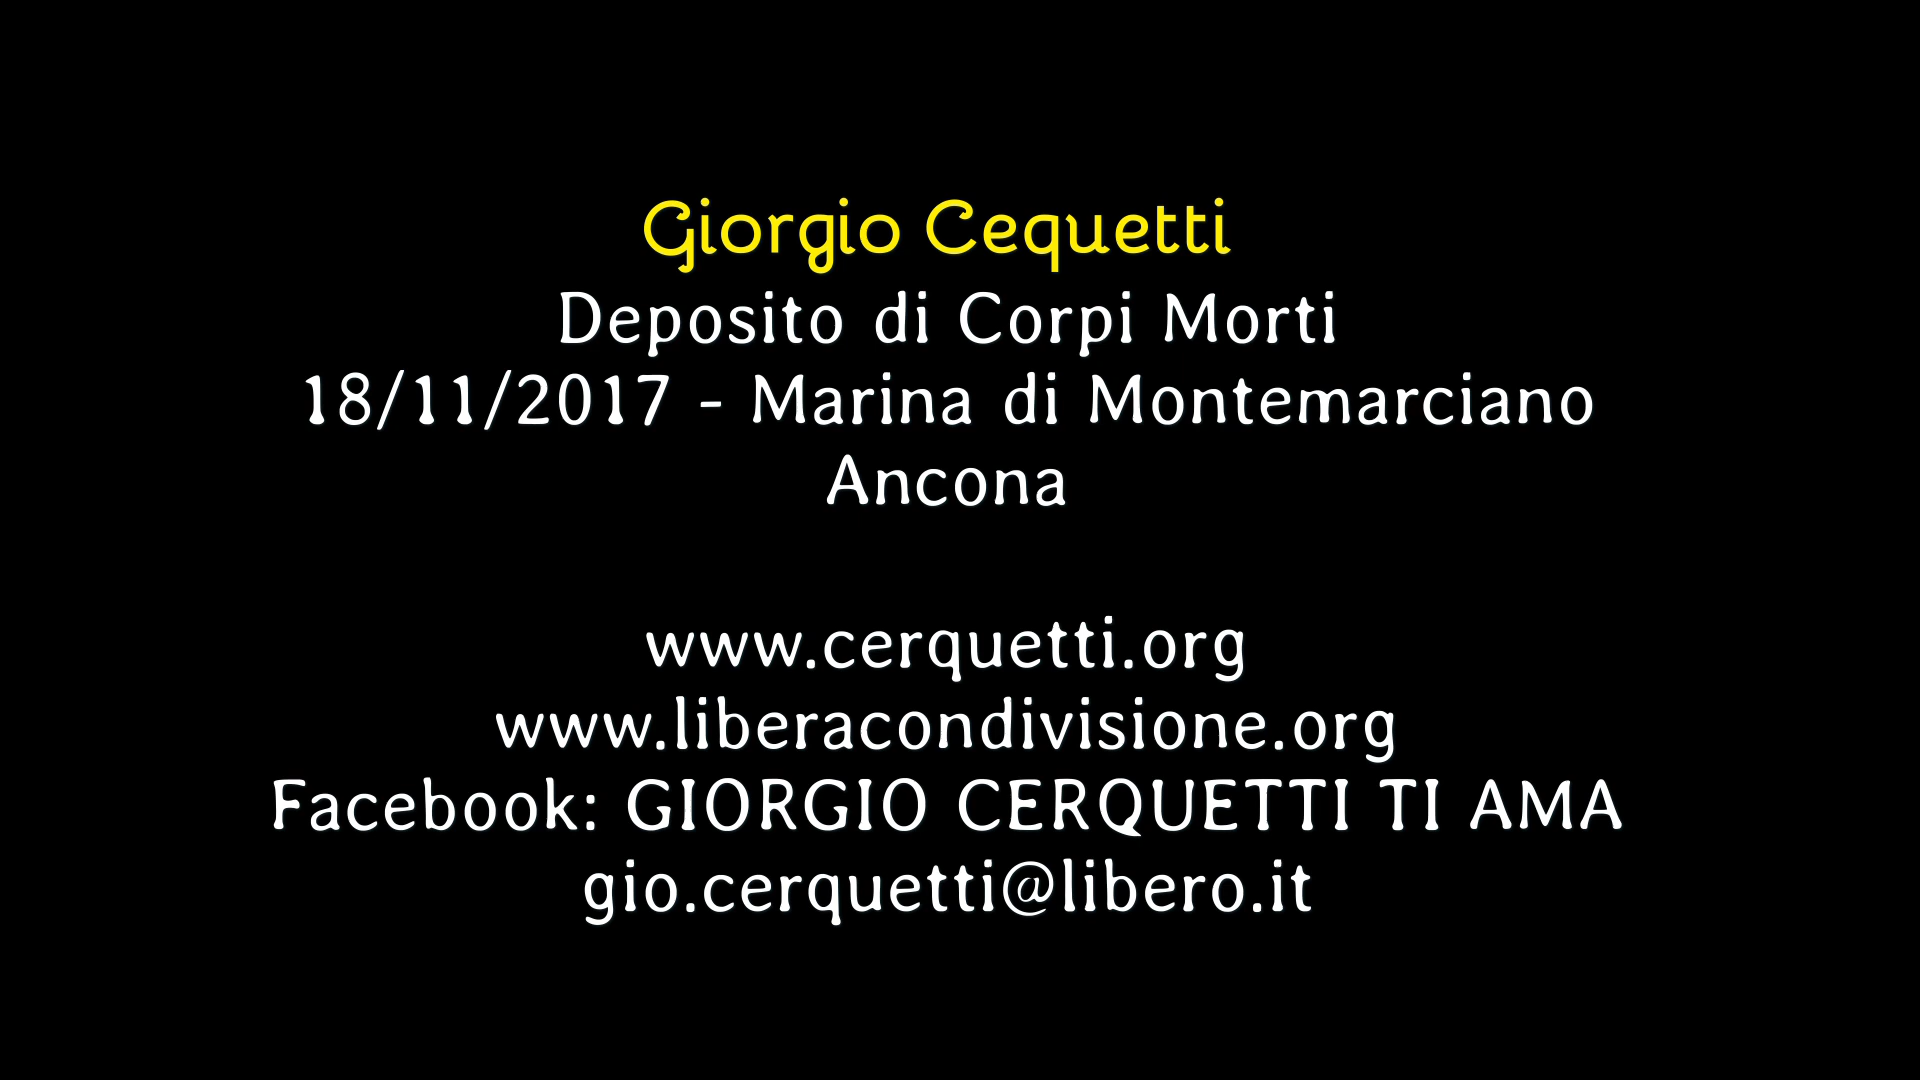 Giorgio Cequetti
Deposito di Corpi Morti
18/11/2017 - Marina di Montemarciano
Ancona
www.cerquetti.org
www.liberacondivisione.org
Facebook: GIORGIO CERQUETTI TI AMA
gio.cerquetti@libero.it